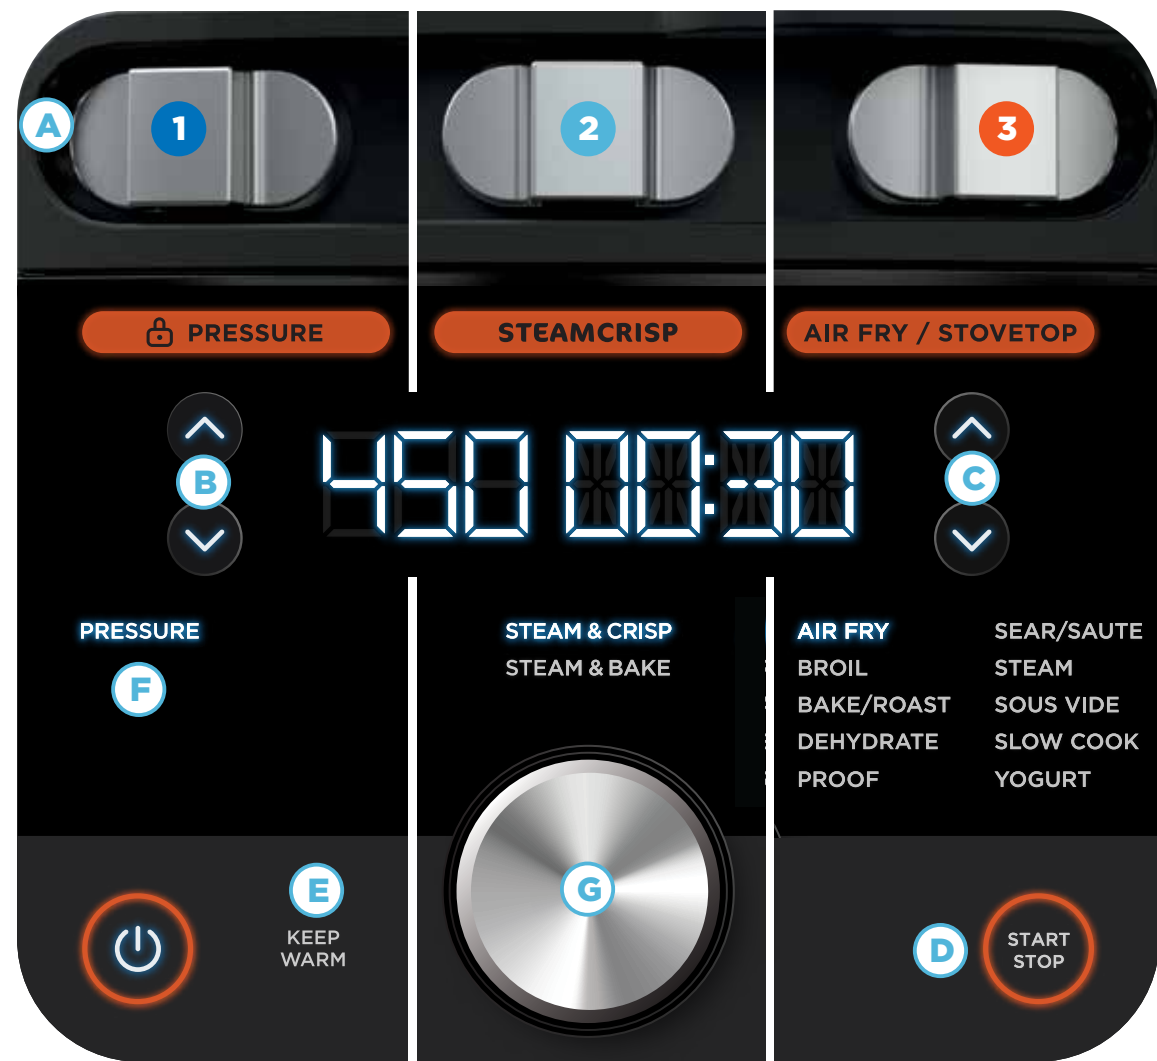 A
1
2
3
PRESSURE
STEAMCRISP
AIR FRY / STOVETOP
B
450 00:30
C
PRESSURE
F
STEAM & CRISP
STEAM & BAKE
AIR FRY
BROIL
BAKE/ROAST
DEHYDRATE
PROOF
SEAR/SAUTE
STEAM
SOUS VIDE
SLOW COOK
YOGURT
E
KEEP
WARM
G
D
START
STOP